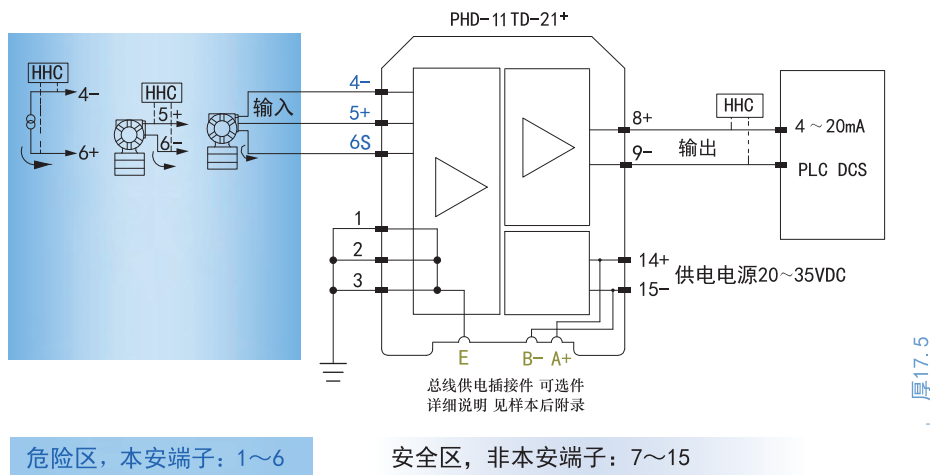 PHD-11TD-21+
HHC
4-
6+
HHC
5+
6-
输入
4-
5+
6S
1
2
3
8+
9-
HHC
输出
4～20mA
PLC DCS
14+
15-
供电电源20～35VDC
E
B- A+
总线供电插接件 可选件
详细说明 见样本后附录
厚17.5
危险区，本安端子：1～6
安全区，非本安端子：7～15